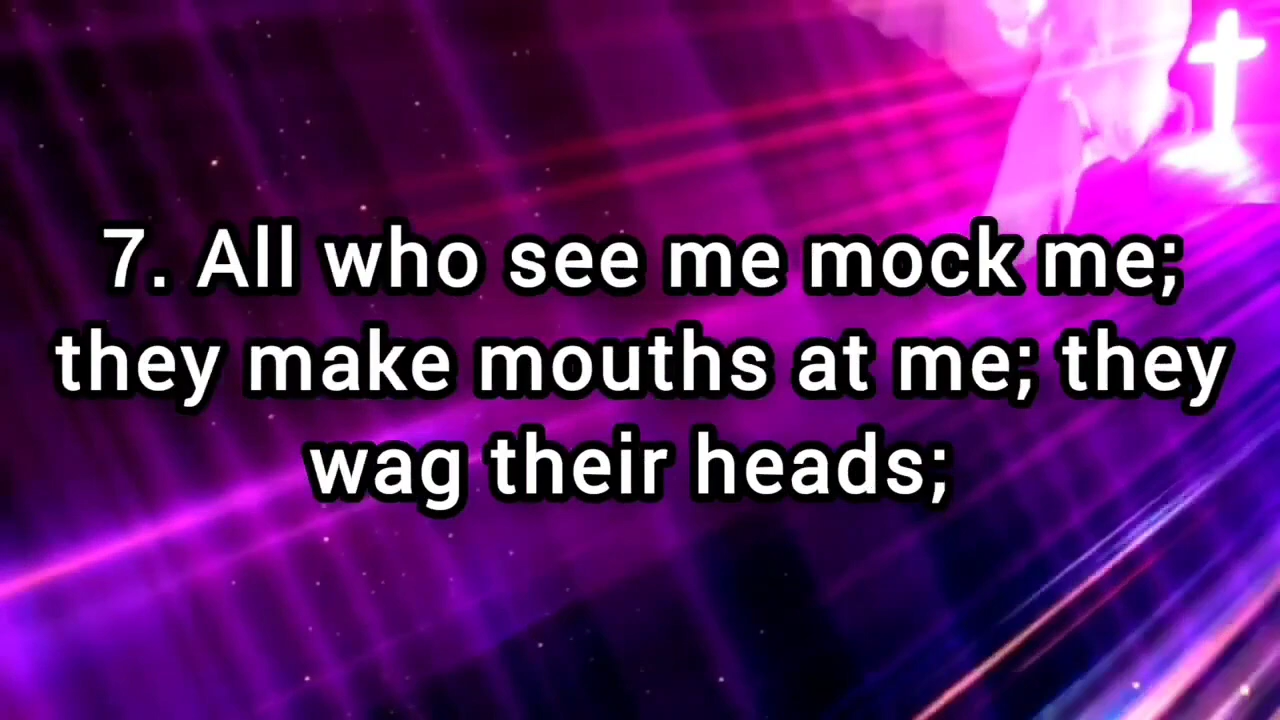 7. All who see me mock me;
they make mouths at me; they
wag their heads;